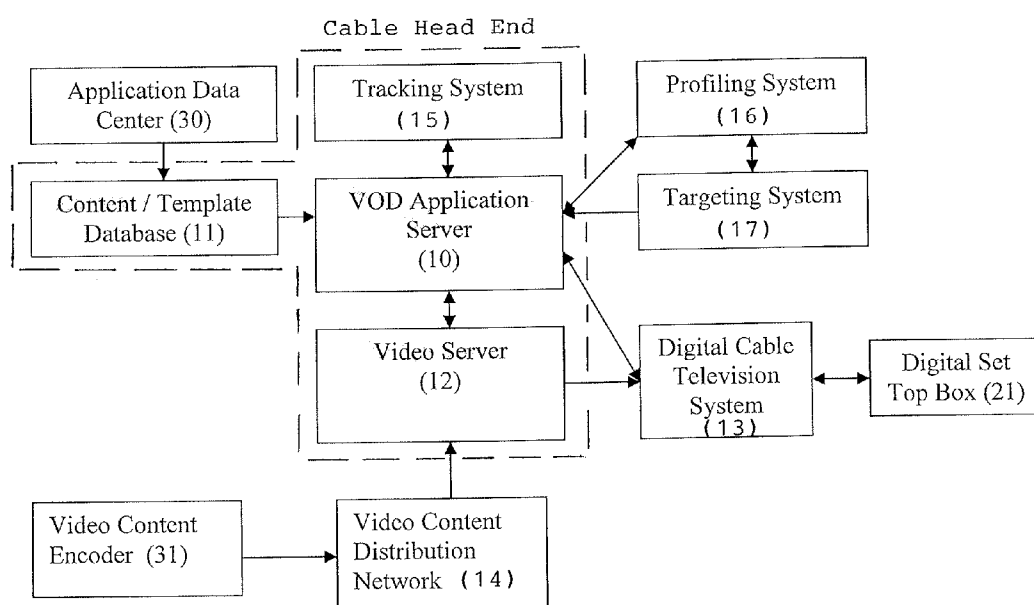 Cable Head End
Application Data
Center (30)
Tracking System
(15)
Profiling System
(16)
Content / Template
Database (11)
VOD Application
Server
(10)
Targeting System
(17)
Video Server
(12)
Digital Cable
Television
System
(13)
Digital Set
Top Box (21)
Video Content
Encoder (31)
Video Content
Distribution
Network (14)